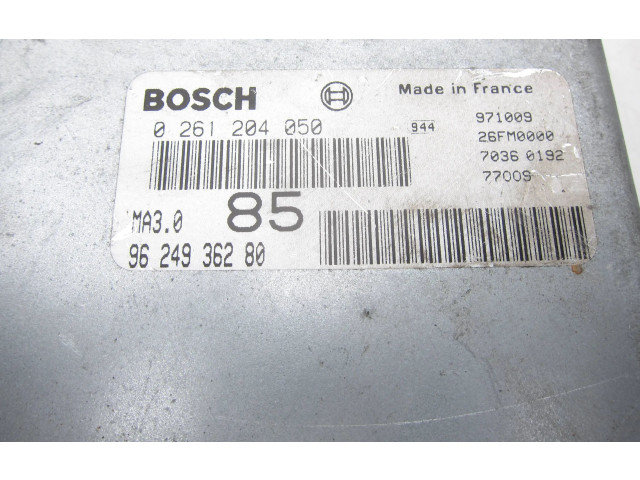 BOSCH Made in France
0 261 204 050 944 971009
26FM0000
7036 0192
77009
MA3.0 85
96 249 362 80